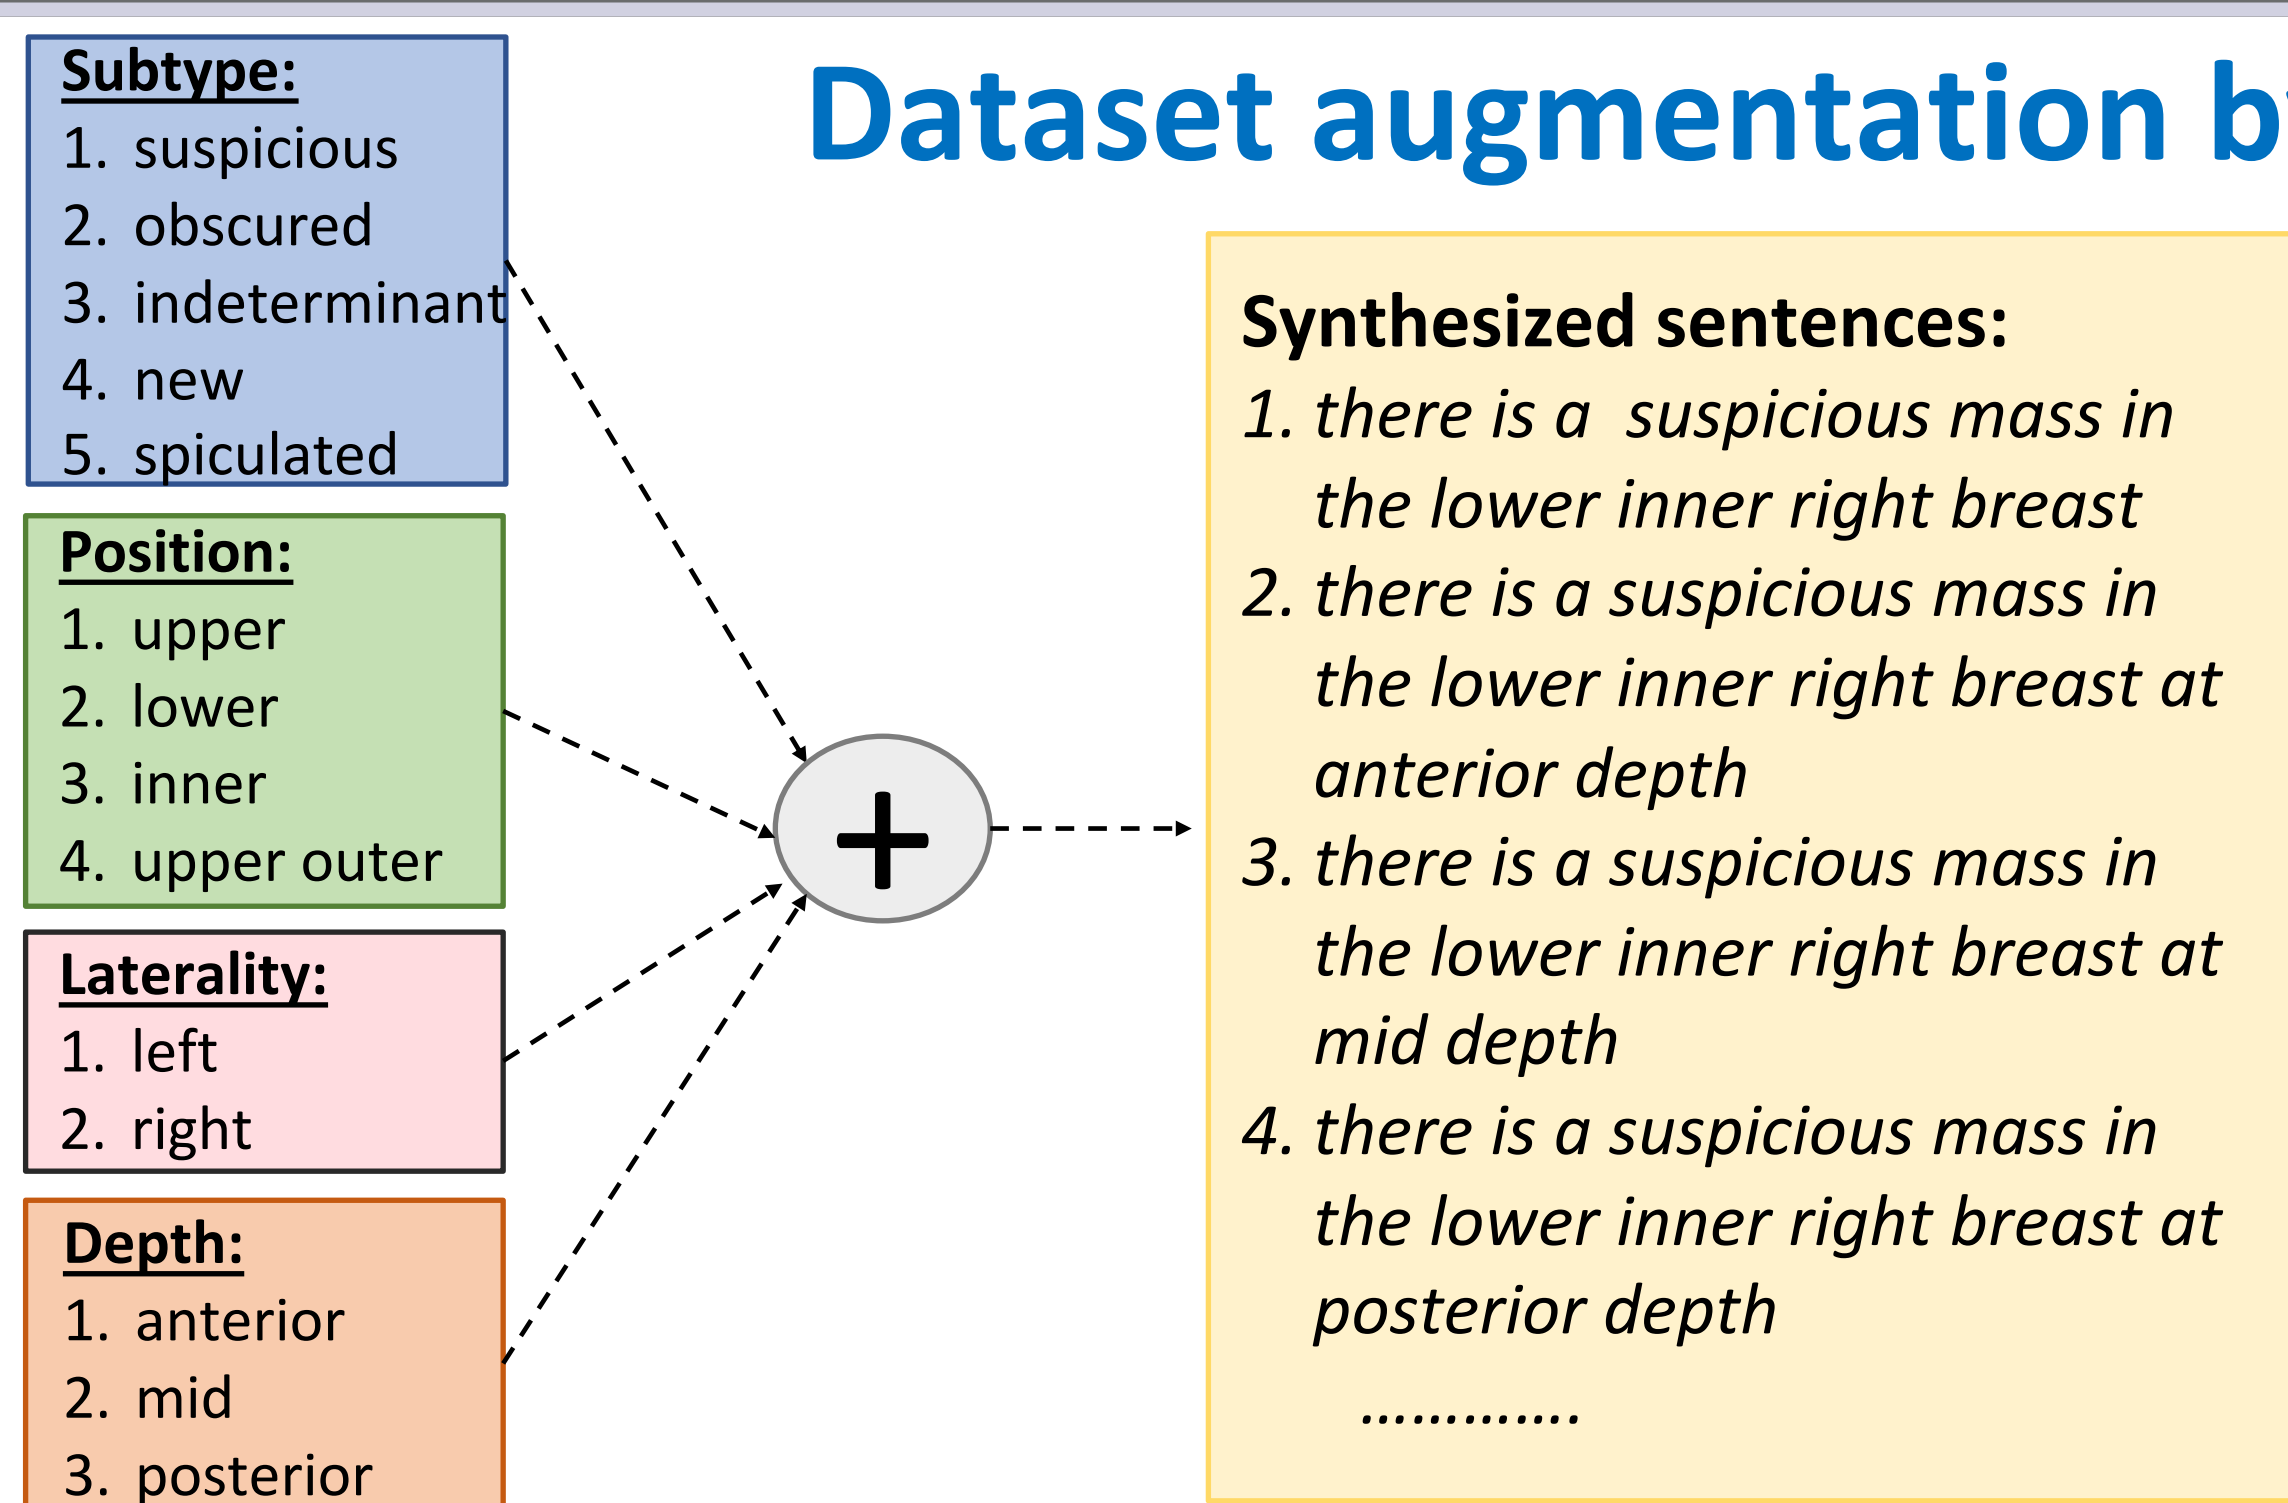 Dataset augmentation b
Subtype:
1. suspicious
2. obscured
3. indeterminant
4. new
5. spiculated
Position:
1. upper
2. lower
3. inner
4. upper outer
Laterality:
1. left
2. right
Depth:
1. anterior
2. mid
3. posterior
+
Synthesized sentences:
1. there is a  suspicious mass in
the lower inner right breast
2. there is a suspicious mass in
the lower inner right breast at
anterior depth
3. there is a suspicious mass in
the lower inner right breast at
mid depth
4. there is a suspicious mass in
the lower inner right breast at
posterior depth
………….